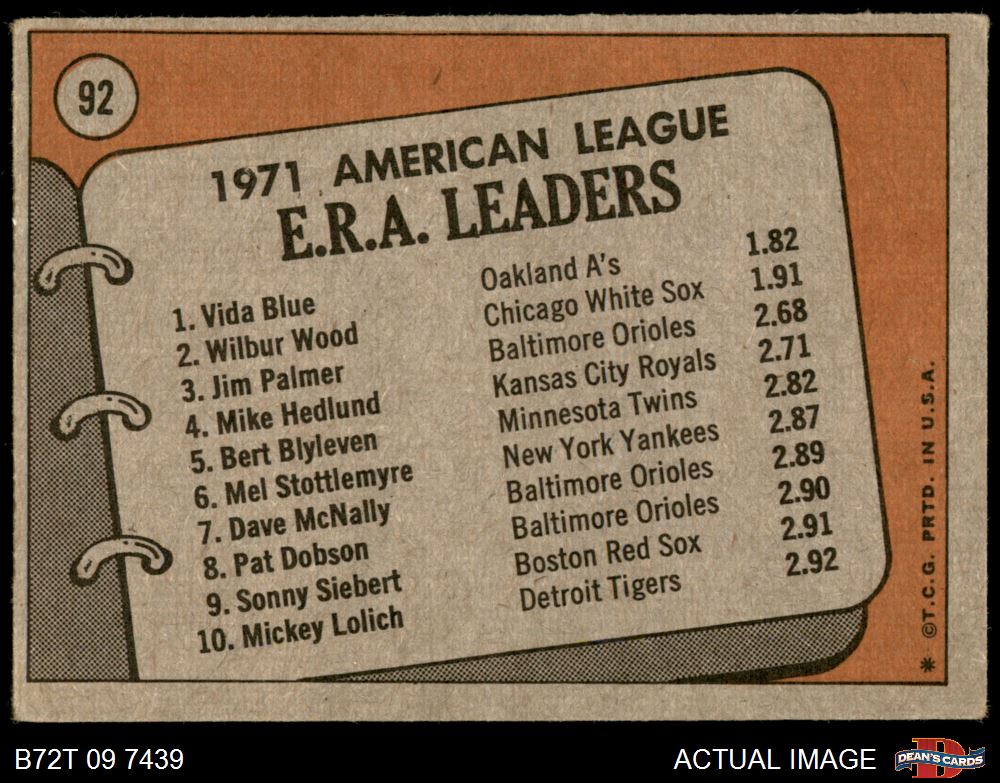 92
1971 AMERICAN LEAGUE
E.R.A. LEADERS
1. Vida Blue Oakland A's 1.82
2. Wilbur Wood Chicago White Sox 1.91
3. Jim Palmer Baltimore Orioles 2.68
4. Mike Hedlund Kansas City Royals 2.71
5. Bert Blyleven Minnesota Twins 2.82
6. Mel Stottlemyre New York Yankees 2.87
7. Dave McNally Baltimore Orioles 2.89
8. Pat Dobson Baltimore Orioles 2.90
9. Sonny Siebert Boston Red Sox 2.91
10. Mickey Lolich Detroit Tigers 2.92
* ©T.C.G. PRTD. IN U.S.A.
B72T 09 7439
ACTUAL IMAGE
D
DEAN'S CARDS